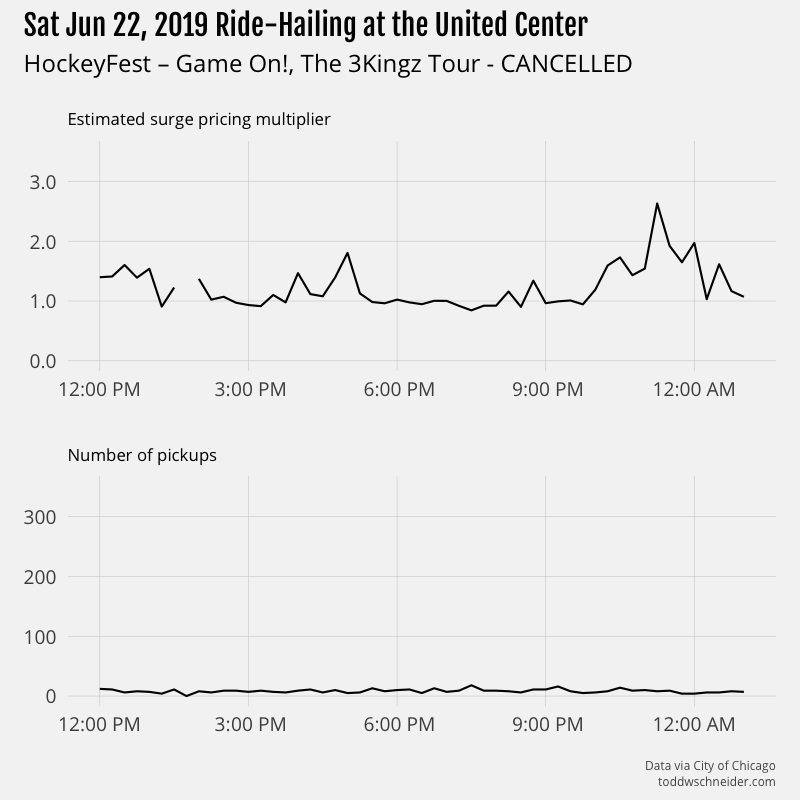 Sat Jun 22, 2019 Ride-Hailing at the United Center
HockeyFest – Game On!, The 3Kingz Tour - CANCELLED
Estimated surge pricing multiplier
3.0
2.0
1.0
0.0
12:00 PM 3:00 PM 6:00 PM 9:00 PM 12:00 AM
Number of pickups
300
200
100
0
12:00 PM 3:00 PM 6:00 PM 9:00 PM 12:00 AM
Data via City of Chicago
toddwschneider.com